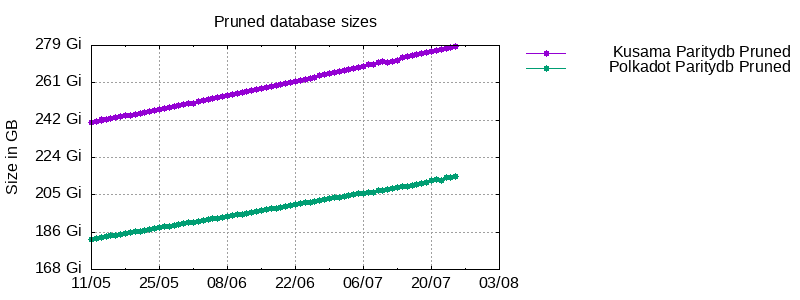 Pruned database sizes
279 Gi
261 Gi
242 Gi
224 Gi
205 Gi
186 Gi
168 Gi
Size in GB
11/05 25/05 08/06 22/06 06/07 20/07 03/08
Kusama Paritydb Pruned
Polkadot Paritydb Pruned